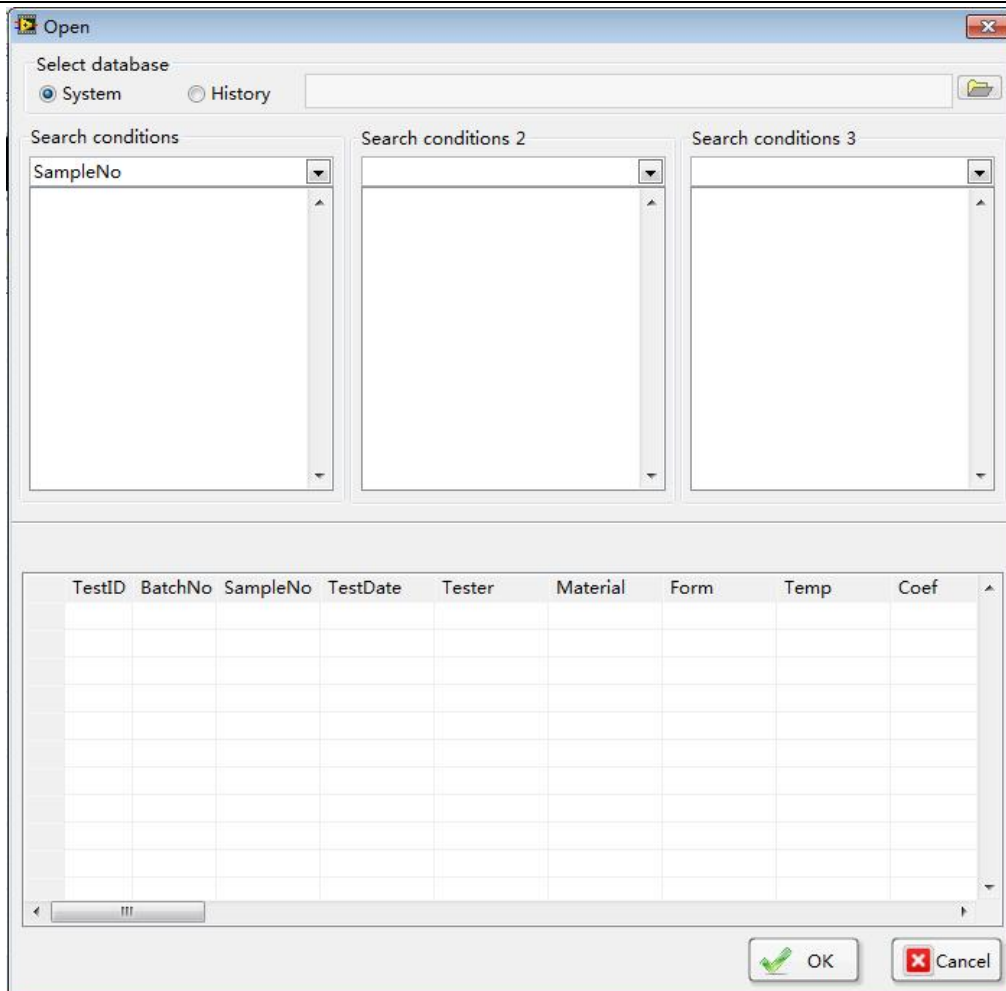 Open
Select database
System History
Search conditions Search conditions 2 Search conditions 3
SampleNo
TestID BatchNo SampleNo TestDate Tester Material Form Temp Coef
OK Cancel